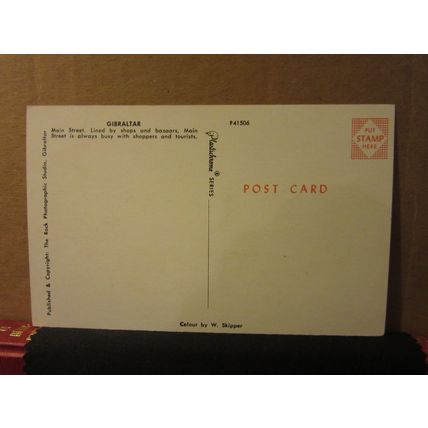 GIBRALTAR
Main Street. Lined by shops and bazaars, Main
Street is always busy with shoppers and tourists.
P41506
Plastichrome ® SERIES
POST CARD
PUT
STAMP
HERE
Published & Copyright: The Rock Photographic Studio, Gibraltar
Colour by W. Skipper